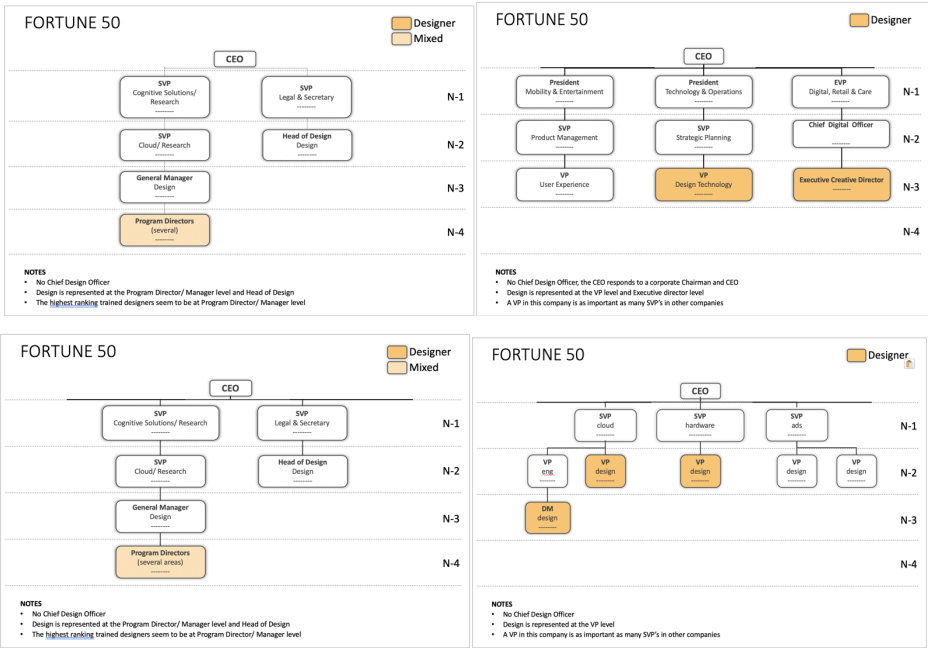 FORTUNE 50
Designer
Mixed
CEO
SVP
Cognitive Solutions/
Research
--------
SVP
Legal & Secretary
--------
N-1
SVP
Cloud/ Research
--------
Head of Design
Design
--------
N-2
General Manager
Design
--------
N-3
Program Directors
(several)
--------
N-4
NOTES
• No Chief Design Officer
• Design is represented at the Program Director/ Manager level and Head of Design
• The highest ranking trained designers seem to be at Program Director/ Manager level
FORTUNE 50
Designer
CEO
President
Mobility & Entertainment
--------
President
Technology & Operations
--------
EVP
Digital, Retail & Care
--------
N-1
SVP
Product Management
--------
SVP
Strategic Planning
--------
Chief Digital Officer
--------
N-2
VP
User Experience
--------
VP
Design Technology
--------
Executive Creative Director
--------
N-3
N-4
NOTES
• No Chief Design Officer, the CEO responds to a corporate Chairman and CEO
• Design is represented at the VP level and Executive director level
• A VP in this company is as important as many SVP's in other companies
FORTUNE 50
Designer
Mixed
CEO
SVP
Cognitive Solutions/ Research
--------
SVP
Legal & Secretary
--------
N-1
SVP
Cloud/ Research
--------
Head of Design
Design
--------
N-2
General Manager
Design
--------
N-3
Program Directors
(several areas)
--------
N-4
NOTES
• No Chief Design Officer
• Design is represented at the Program Director/ Manager level and Head of Design
• The highest ranking trained designers seem to be at Program Director/ Manager level
FORTUNE 50
Designer
CEO
SVP
cloud
--------
SVP
hardware
--------
SVP
ads
--------
N-1
VP
eng
--------
VP
design
--------
VP
design
--------
VP
design
--------
VP
design
--------
N-2
DM
design
--------
N-3
N-4
NOTES
• No Chief Design Officer
• Design is represented at the VP level
• A VP in this company is as important as many SVP's in other companies